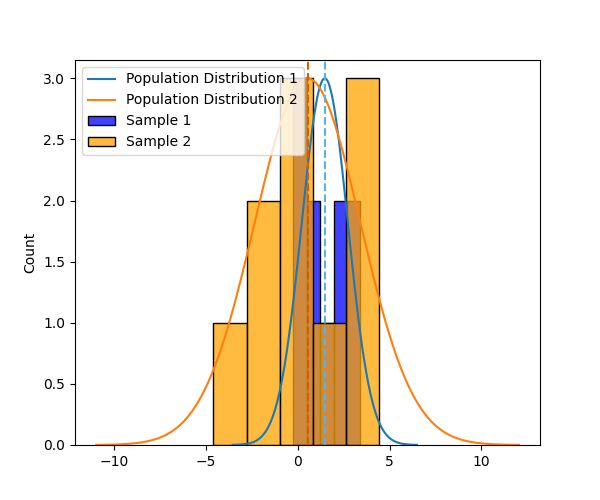 Population Distribution 1
Population Distribution 2
Sample 1
Sample 2
Count
3.0
2.5
2.0
1.5
1.0
0.5
0.0
−10
−5
0
5
10